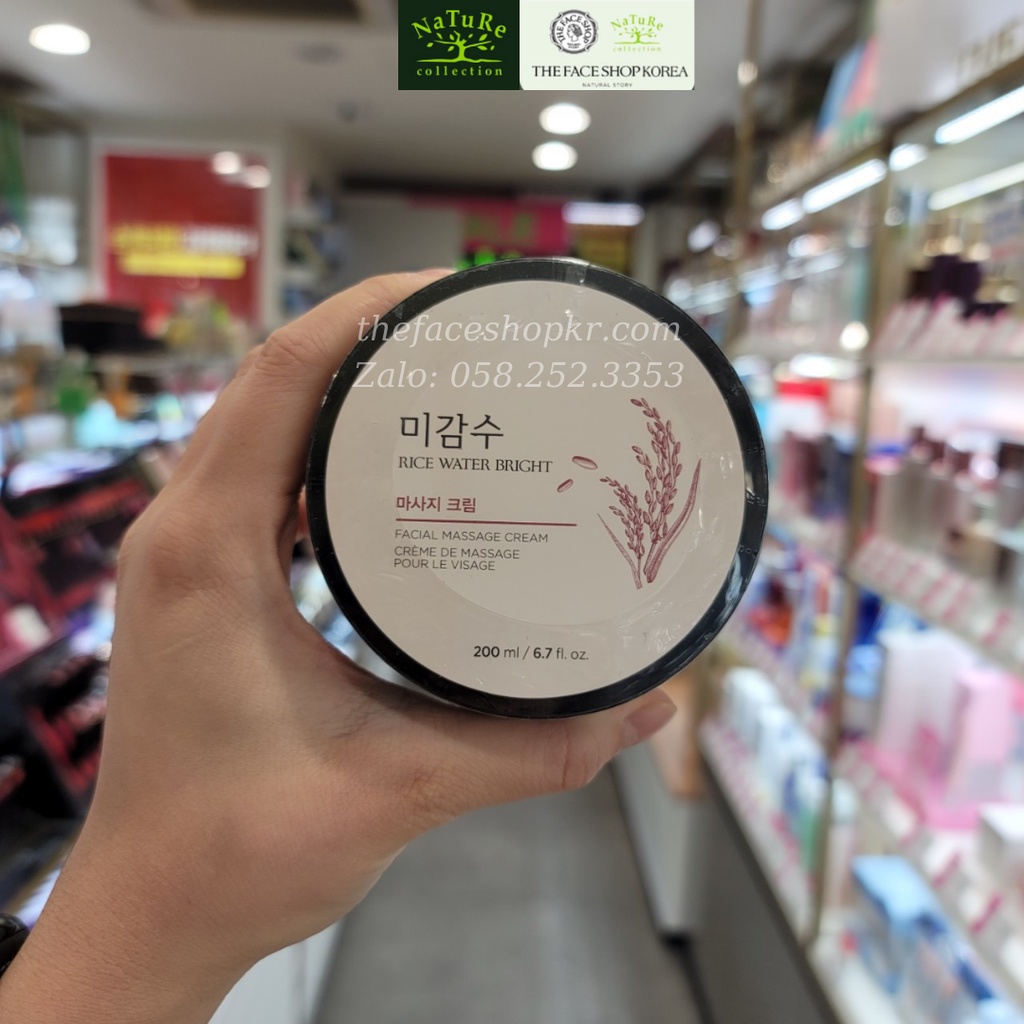 NaTuRe
collection
THE FACE SHOP
NaTuRe
collection
THE FACE SHOP KOREA
NATURAL STORY
thefaceshopkr.com
Zalo: 058.252.3353
미감수
RICE WATER BRIGHT
마사지 크림
FACIAL MASSAGE CREAM
CRÈME DE MASSAGE
POUR LE VISAGE
200 ml / 6.7 fl. oz.